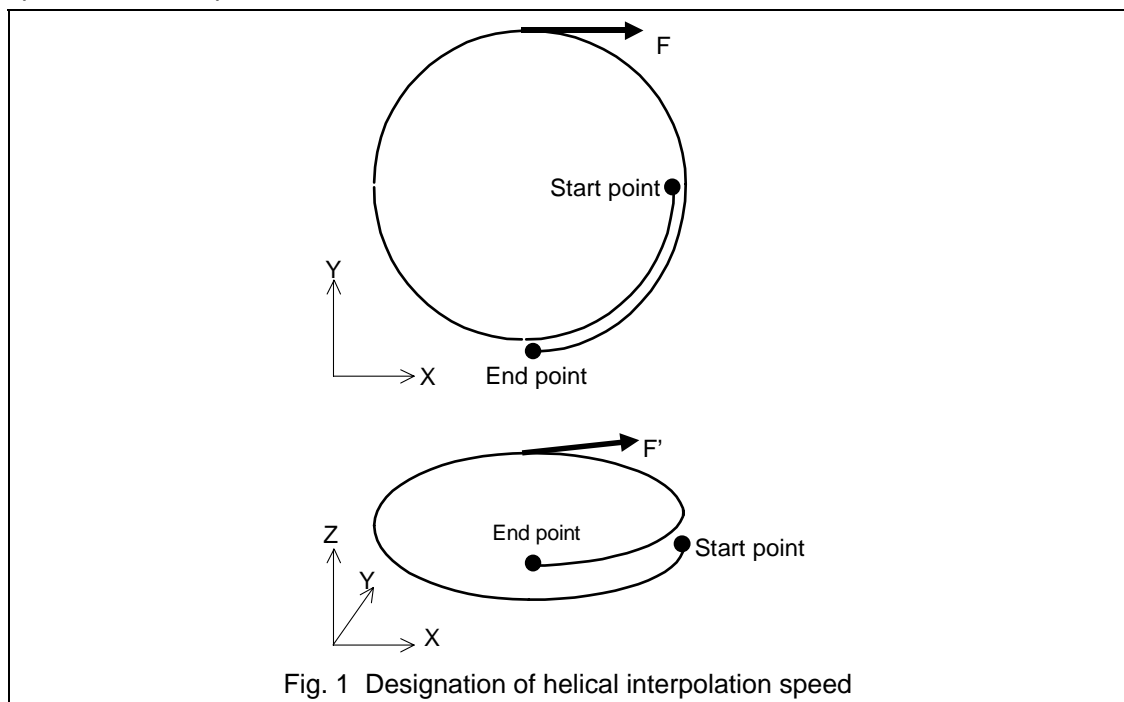 F
Start point
Y
X
End point
F'
End point
Start point
Z
Y
X
Fig. 1 Designation of helical interpolation speed